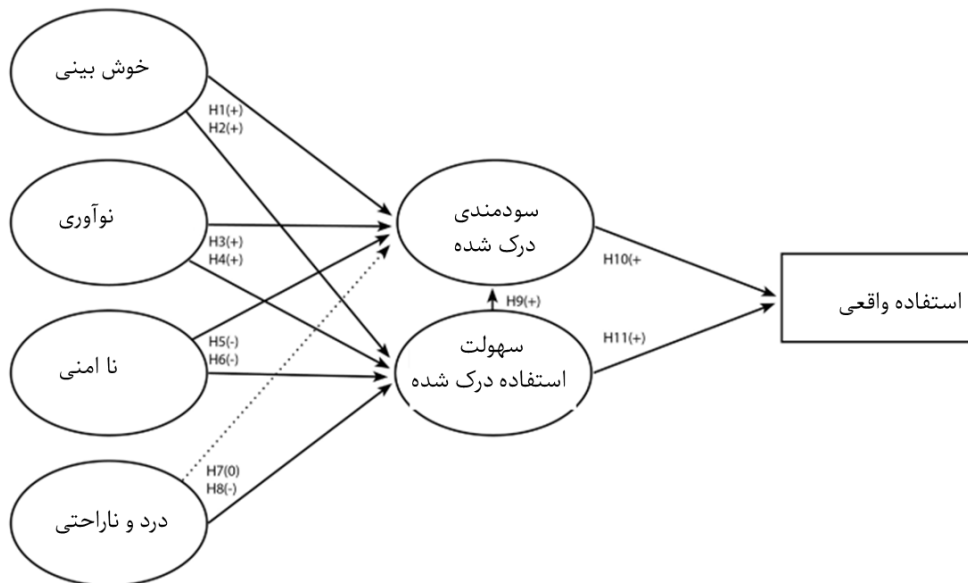 خوش بینی
H1(+)
H2(+)
نوآوری
H3(+)
H4(+)
نا امنی
H5(-)
H6(-)
درد و ناراحتی
H7(0)
H8(-)
سودمندی
درک شده
H9(+)
سهولت
استفاده درک شده
H10(+
H11(+)
استفاده واقعی